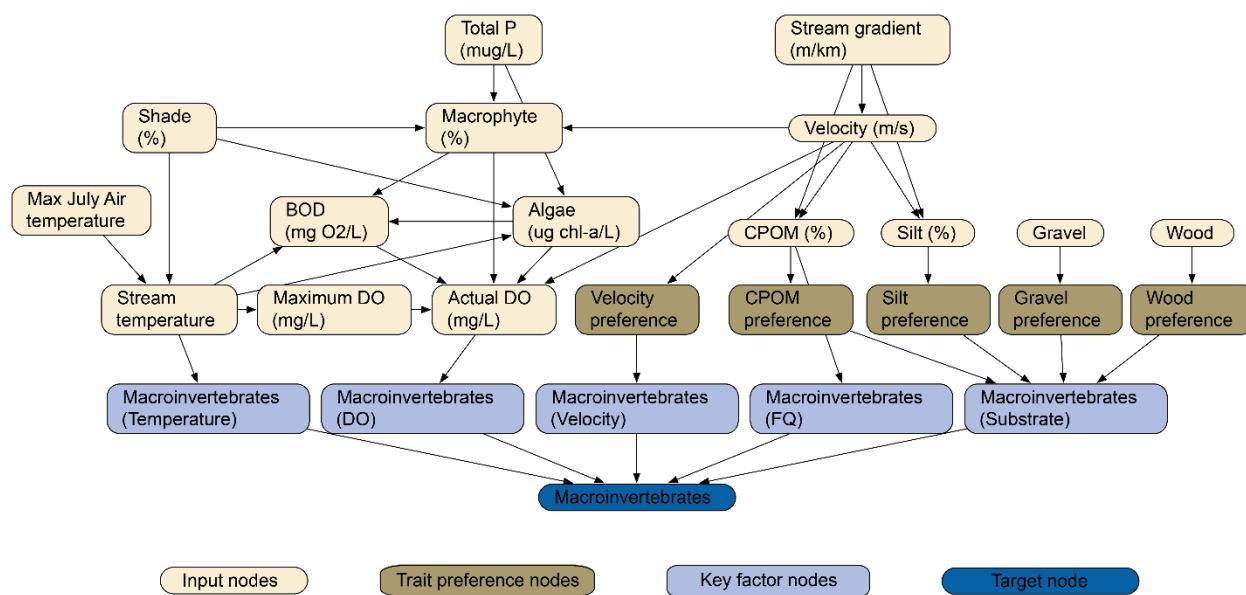 Total P
(mug/L)
Stream gradient
(m/km)
Shade
(%)
Macrophyte
(%)
Velocity (m/s)
Max July Air
temperature
BOD
(mg O2/L)
Algae
(ug chl-a/L)
CPOM (%)
Silt (%)
Gravel
Wood
Stream
temperature
Maximum DO
(mg/L)
Actual DO
(mg/L)
Velocity
preference
CPOM
preference
Silt
preference
Gravel
preference
Wood
preference
Macroinvertebrates
(Temperature)
Macroinvertebrates
(DO)
Macroinvertebrates
(Velocity)
Macroinvertebrates
(FQ)
Macroinvertebrates
(Substrate)
Macroinvertebrates
Input nodes
Trait preference nodes
Key factor nodes
Target node